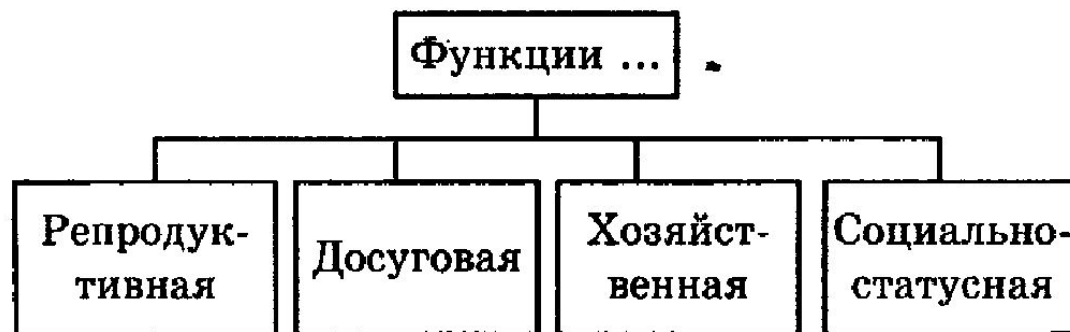 Функции ...
Репродук-
тивная
Досуговая
Хозяйст-
венная
Социально-
статусная